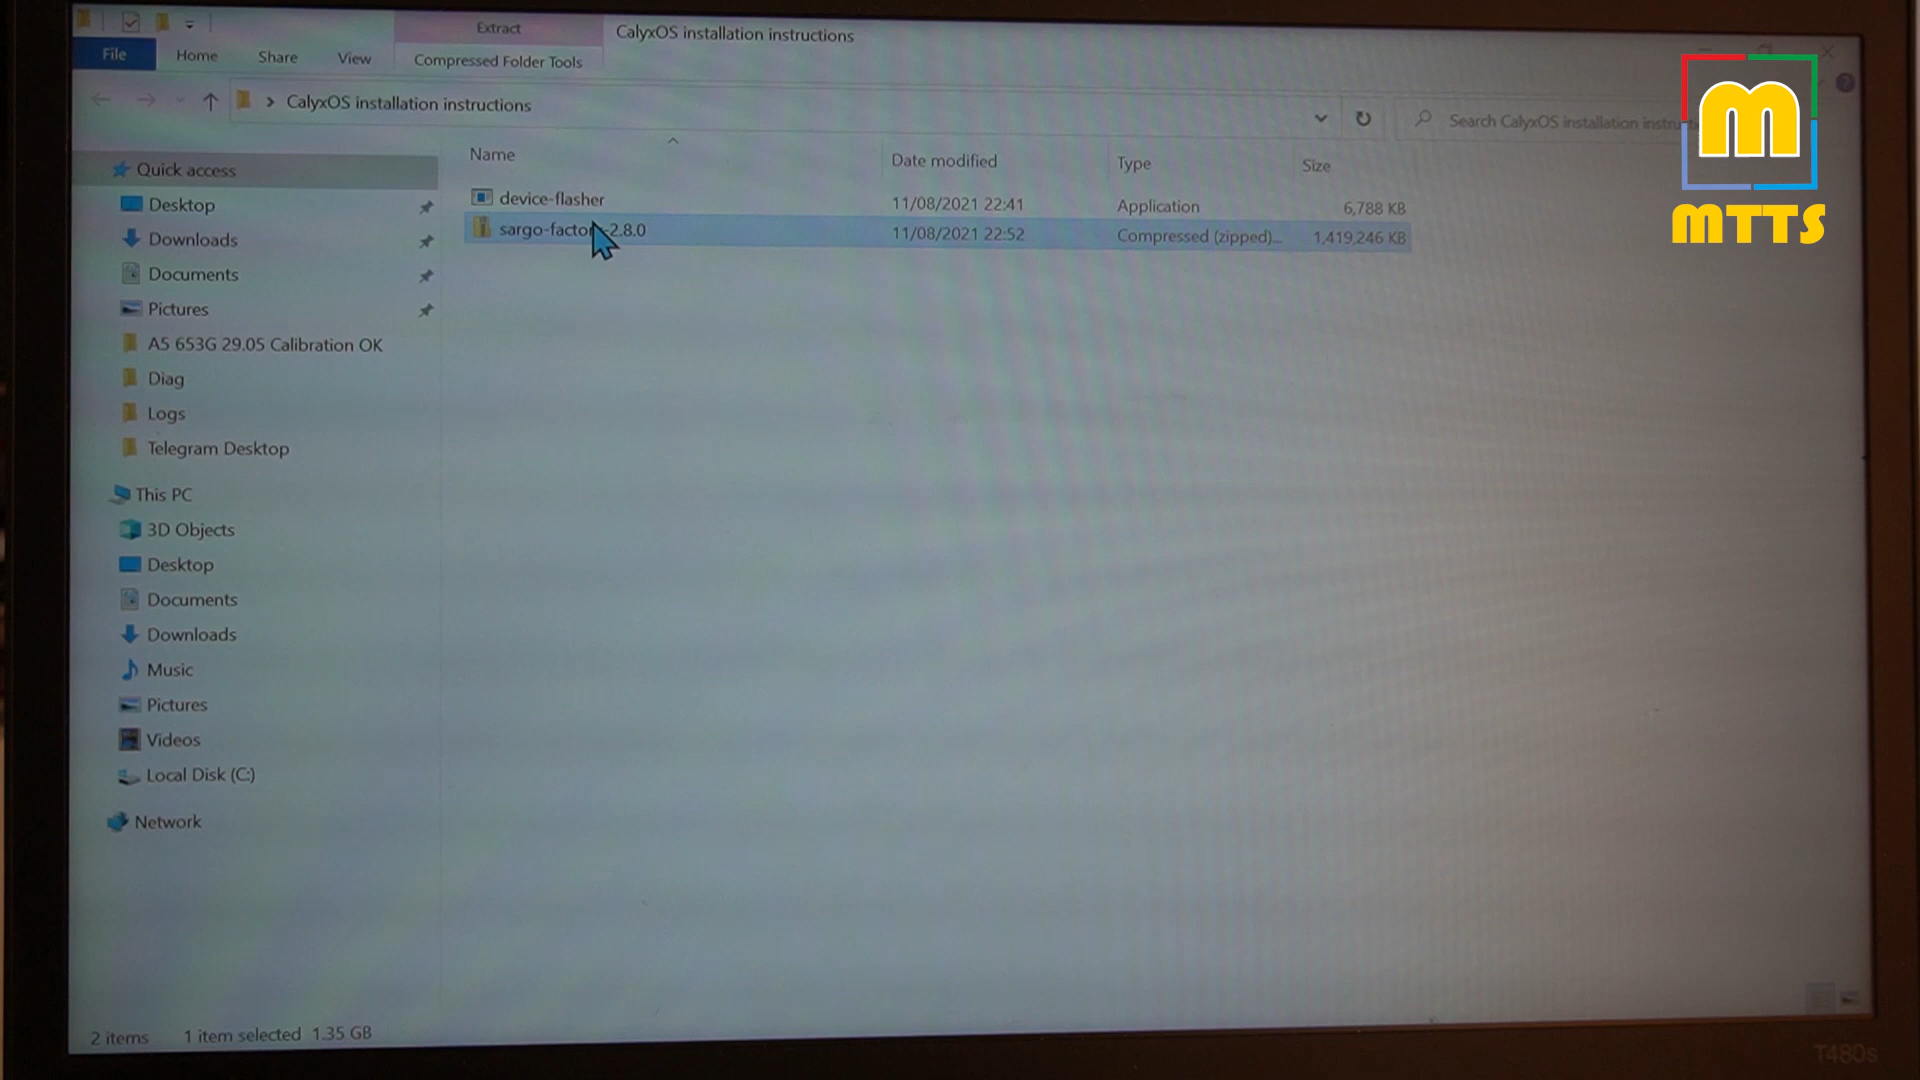 Extract
CalyxOS installation instructions
File
Home
Share
View
Compressed Folder Tools
CalyxOS installation instructions
Search CalyxOS installation instru
Name
Date modified
Type
Size
device-flasher
11/08/2021 22:41
Application
6,788 KB
sargo-factory-2.8.0
11/08/2021 22:52
Compressed (zipped)...
1,419,246 KB
Quick access
Desktop
Downloads
Documents
Pictures
A5 653G 29.05 Calibration OK
Diag
Logs
Telegram Desktop
This PC
3D Objects
Desktop
Documents
Downloads
Music
Pictures
Videos
Local Disk (C:)
Network
2 items
1 item selected 1.35 GB
T480s
m
MTTS